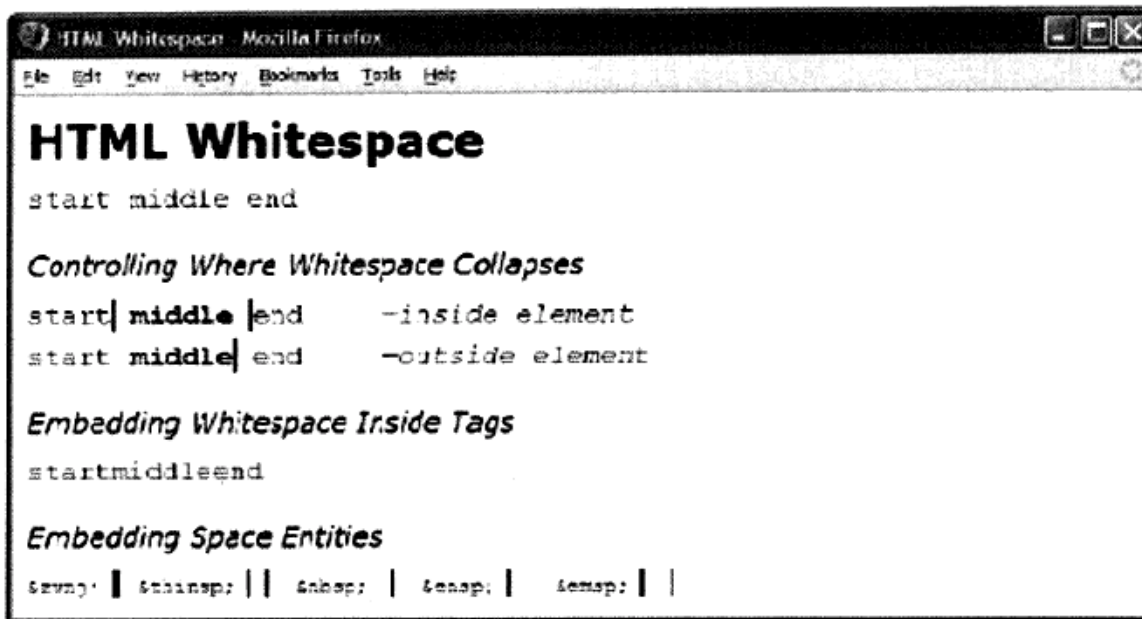 HTML Whitespace - Mozilla Firefox
File Edit View History Bookmarks Tools Help
HTML Whitespace
start middle end
Controlling Where Whitespace Collapses
start| middle |end -inside element
start middle| end -outside element
Embedding Whitespace Inside Tags
startmiddleend
Embedding Space Entities
&thinsp; || &nbsp; | &ensp; | &emsp; | |